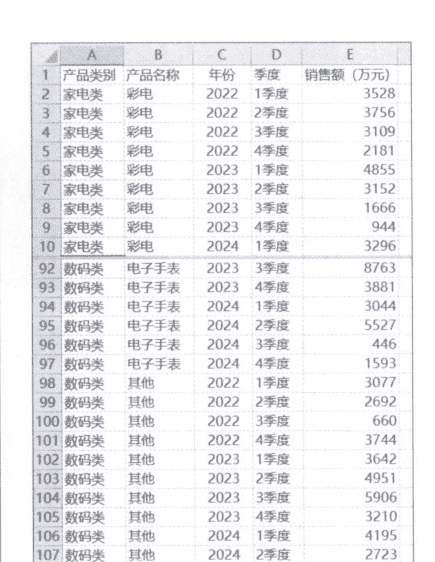 A B C D E
1 产品类别 产品名称 年份 季度 销售额（万元）
2 家电类 彩电 2022 1季度 3528
3 家电类 彩电 2022 2季度 3756
4 家电类 彩电 2022 3季度 3109
5 家电类 彩电 2022 4季度 2181
6 家电类 彩电 2023 1季度 4855
7 家电类 彩电 2023 2季度 3152
8 家电类 彩电 2023 3季度 1666
9 家电类 彩电 2023 4季度 944
10 家电类 彩电 2024 1季度 3296
92 数码类 电子手表 2023 3季度 8763
93 数码类 电子手表 2023 4季度 3881
94 数码类 电子手表 2024 1季度 3044
95 数码类 电子手表 2024 2季度 5527
96 数码类 电子手表 2024 3季度 446
97 数码类 电子手表 2024 4季度 1593
98 数码类 其他 2022 1季度 3077
99 数码类 其他 2022 2季度 2692
100 数码类 其他 2022 3季度 660
101 数码类 其他 2022 4季度 3744
102 数码类 其他 2023 1季度 3642
103 数码类 其他 2023 2季度 4951
104 数码类 其他 2023 3季度 5906
105 数码类 其他 2023 4季度 3210
106 数码类 其他 2024 1季度 4195
107 数码类 其他 2024 2季度 2723